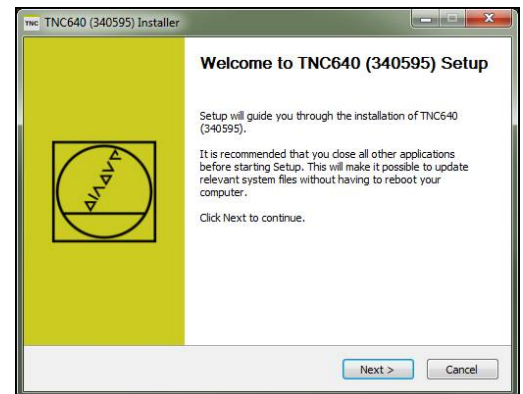 TNC TNC640 (340595) Installer
Welcome to TNC640 (340595) Setup
Setup will guide you through the installation of TNC640
(340595).
It is recommended that you close all other applications
before starting Setup. This will make it possible to update
relevant system files without having to reboot your
computer.
Click Next to continue.
Next >
Cancel